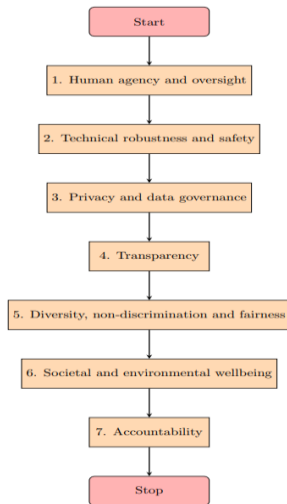 Start
1. Human agency and oversight
2. Technical robustness and safety
3. Privacy and data governance
4. Transparency
5. Diversity, non-discrimination and fairness
6. Societal and environmental wellbeing
7. Accountability
Stop